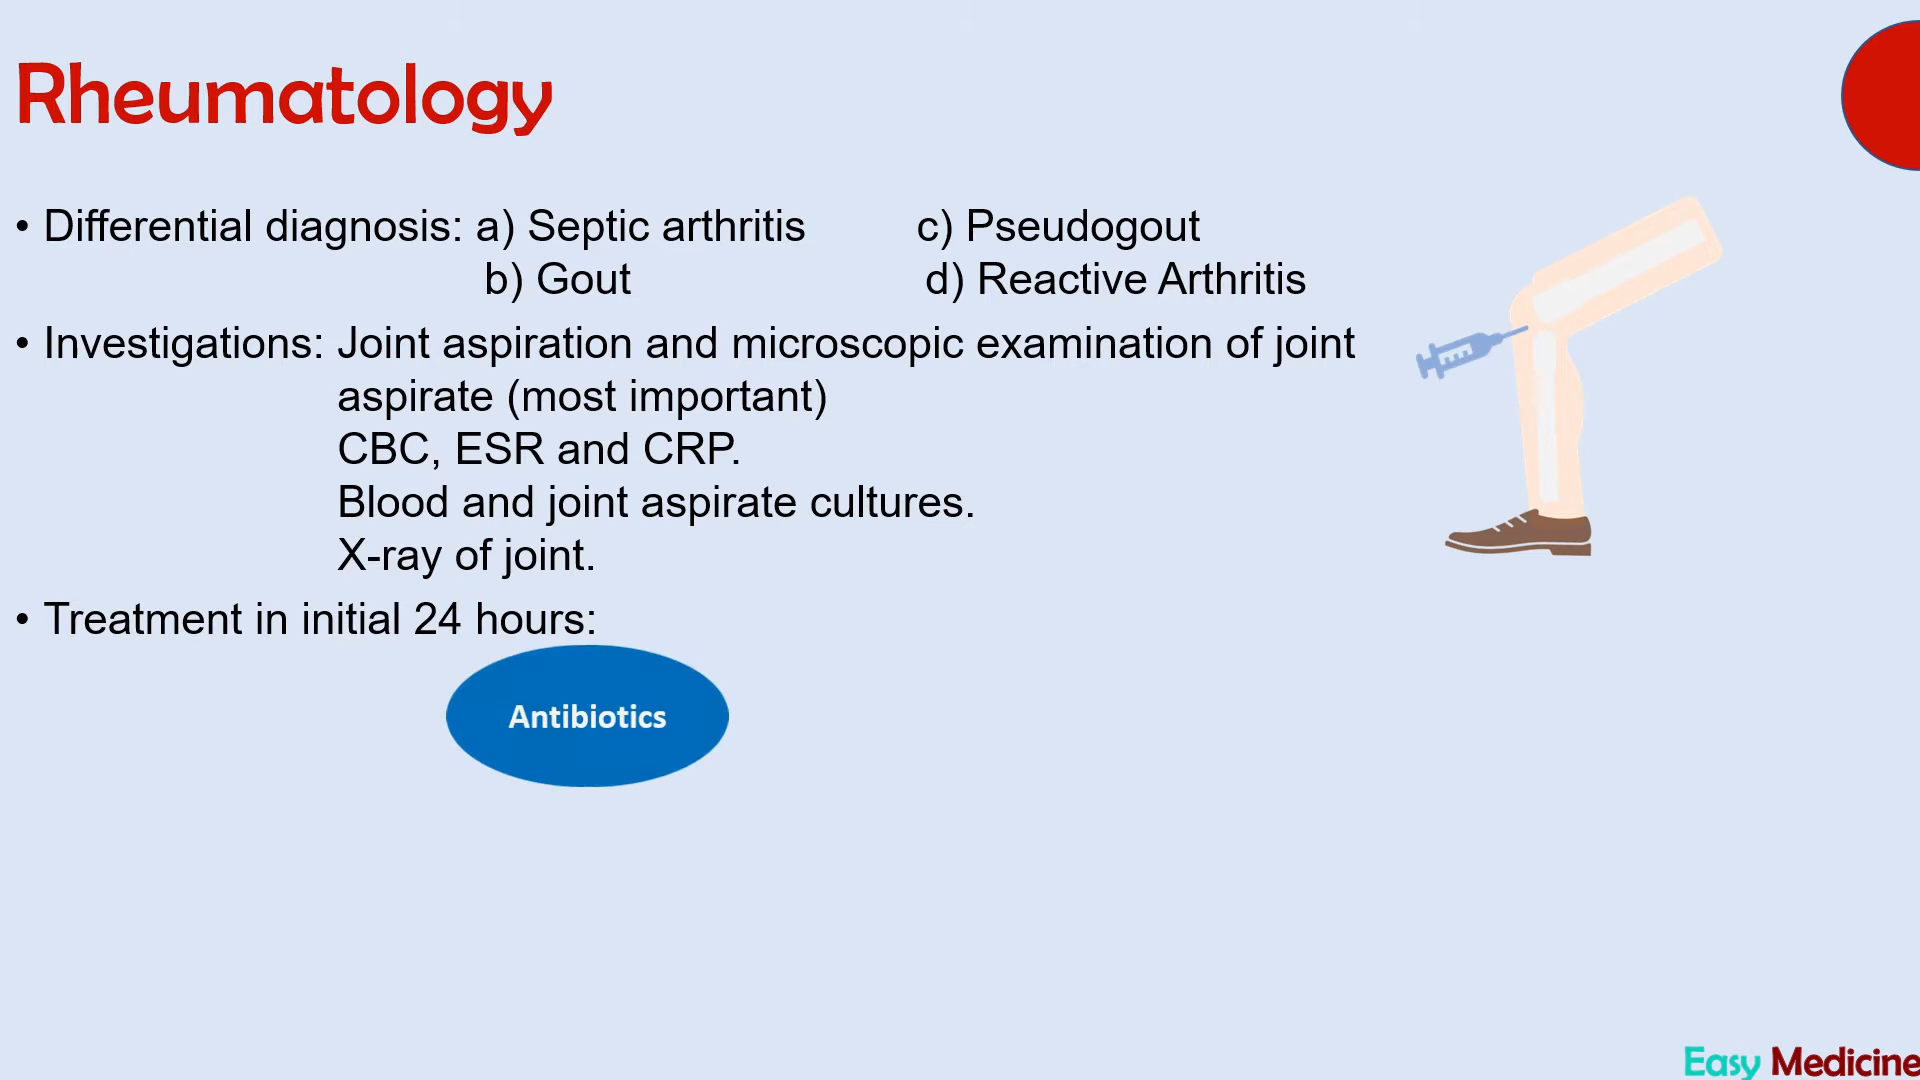 Rheumatology
• Differential diagnosis: a) Septic arthritis c) Pseudogout
b) Gout d) Reactive Arthritis
• Investigations: Joint aspiration and microscopic examination of joint
aspirate (most important)
CBC, ESR and CRP.
Blood and joint aspirate cultures.
X-ray of joint.
• Treatment in initial 24 hours:
Antibiotics
Easy Medicine